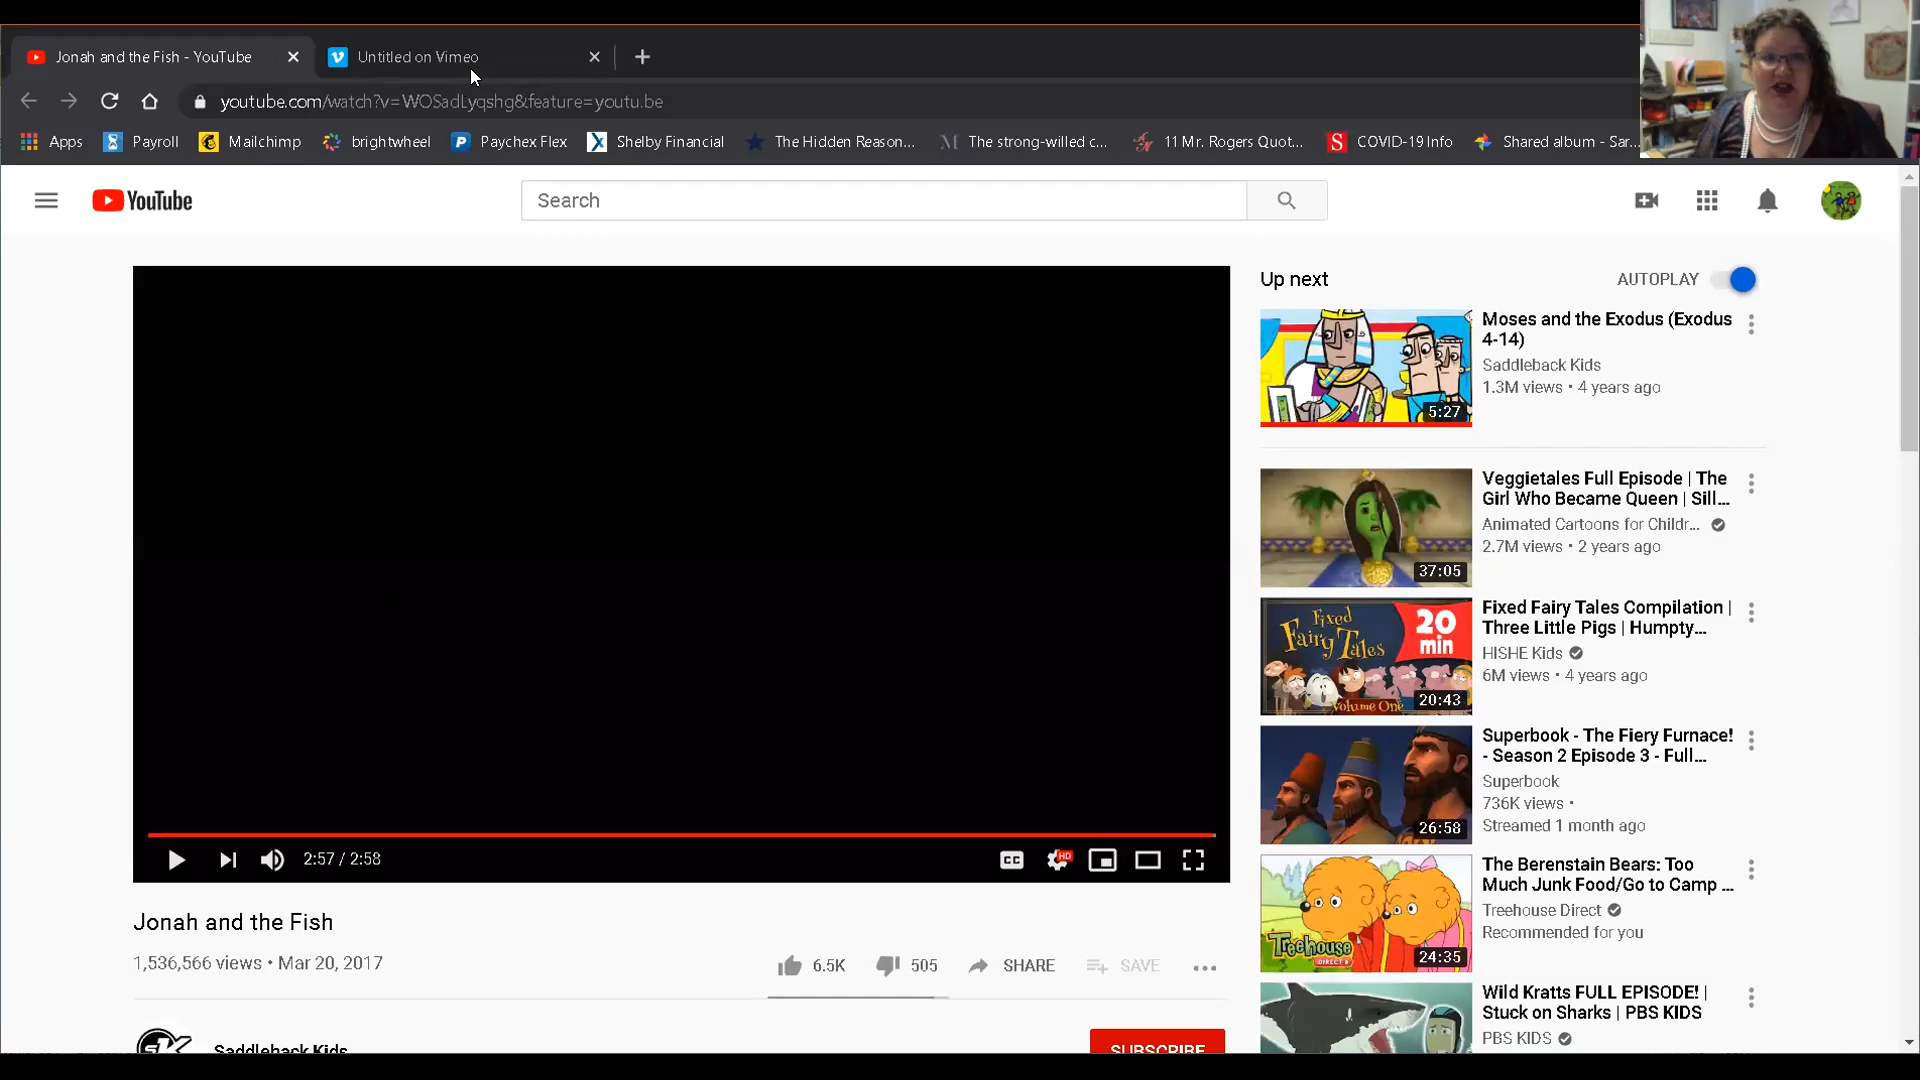 Jonah and the Fish - YouTube
Untitled on Vimeo
youtube.com/watch?v=WOSadLyqshg&feature=youtu.be
Apps
Payroll
Mailchimp
brightwheel
Paychex Flex
Shelby Financial
The Hidden Reason...
The strong-willed c...
11 Mr. Rogers Quot...
COVID-19 Info
Shared album - Sar...
YouTube
Search
Up next
AUTOPLAY
Moses and the Exodus (Exodus
4-14)
Saddleback Kids
1.3M views • 4 years ago
5:27
Veggietales Full Episode | The
Girl Who Became Queen | Sill...
Animated Cartoons for Childr...
2.7M views • 2 years ago
37:05
Fixed
Fairy Tales
20
min
Volume One
20:43
Fixed Fairy Tales Compilation |
Three Little Pigs | Humpty...
HISHE Kids
6M views • 4 years ago
Superbook - The Fiery Furnace!
- Season 2 Episode 3 - Full...
Superbook
736K views •
Streamed 1 month ago
26:58
The Berenstain Bears: Too
Much Junk Food/Go to Camp ...
Treehouse Direct
Recommended for you
Treehouse
DIRECT
24:35
Wild Kratts FULL EPISODE! |
Stuck on Sharks | PBS KIDS
PBS KIDS
2:57 / 2:58
CC
HD
Jonah and the Fish
1,536,566 views • Mar 20, 2017
6.5K
505
SHARE
SAVE
Saddleback Kids
SUBSCRIBE